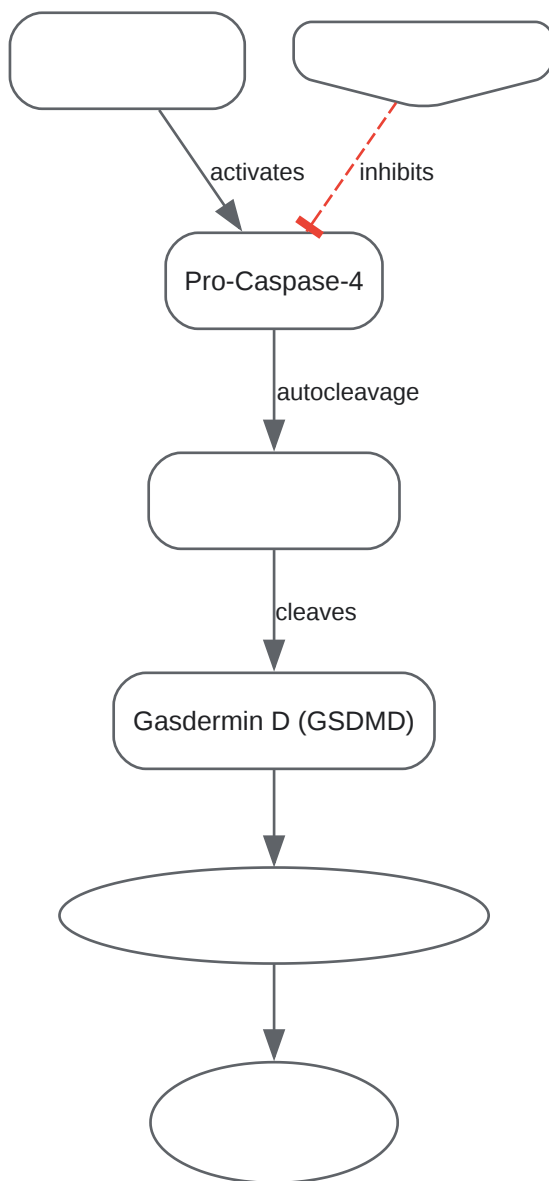 activates
inhibits
Pro-Caspase-4
autocleavage
cleaves
Gasdermin D (GSDMD)